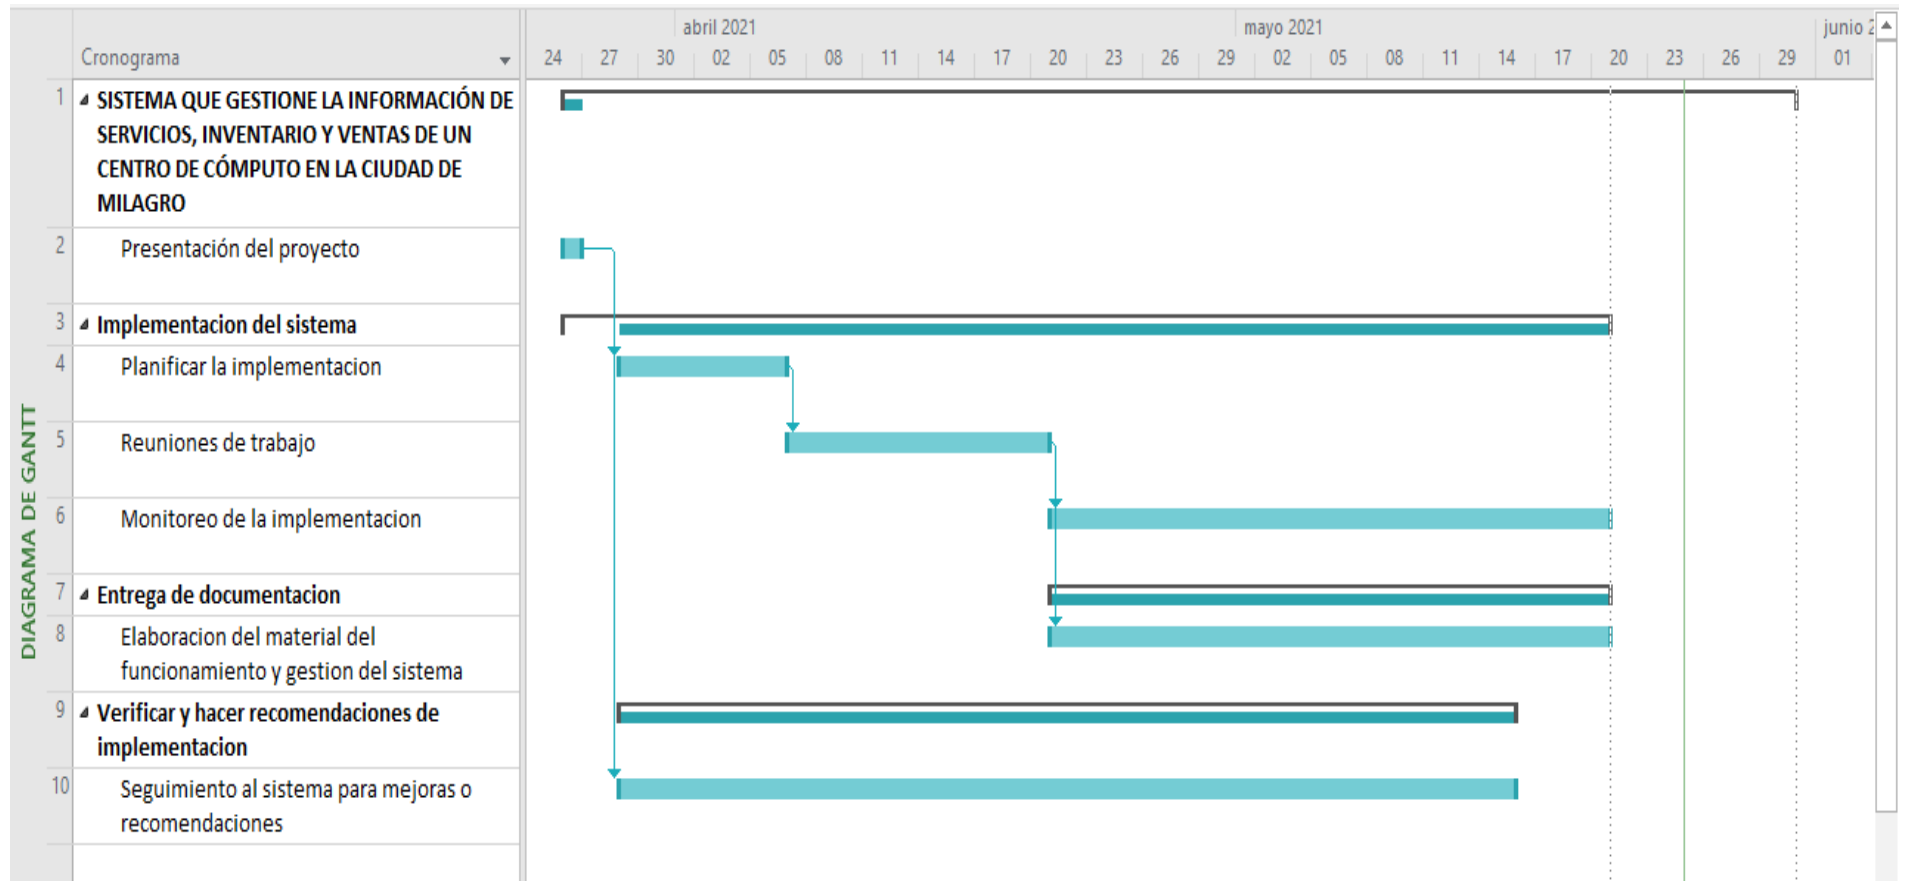 abril 2021
mayo 2021
junio 2
Cronograma
24 27 30 02 05 08 11 14 17 20 23 26 29 02 05 08 11 14 17 20 23 26 29 01
1 SISTEMA QUE GESTIONE LA INFORMACIÓN DE
SERVICIOS, INVENTARIO Y VENTAS DE UN
CENTRO DE CÓMPUTO EN LA CIUDAD DE
MILAGRO
2 Presentación del proyecto
3 Implementacion del sistema
4 Planificar la implementacion
5 Reuniones de trabajo
6 Monitoreo de la implementacion
7 Entrega de documentacion
8 Elaboracion del material del
funcionamiento y gestion del sistema
9 Verificar y hacer recomendaciones de
implementacion
10 Seguimiento al sistema para mejoras o
recomendaciones
DIAGRAMA DE GANTT